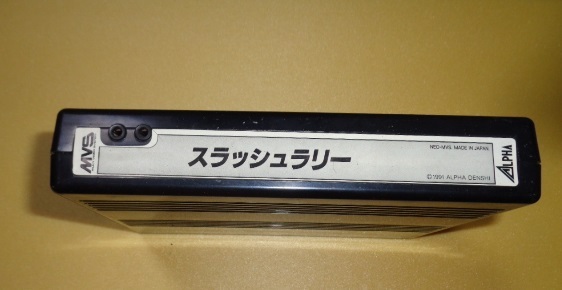 MVS
スラッシュラリー
NEO-MVS MADE IN JAPAN
©1991 ALPHA DENSHI
ALPHA